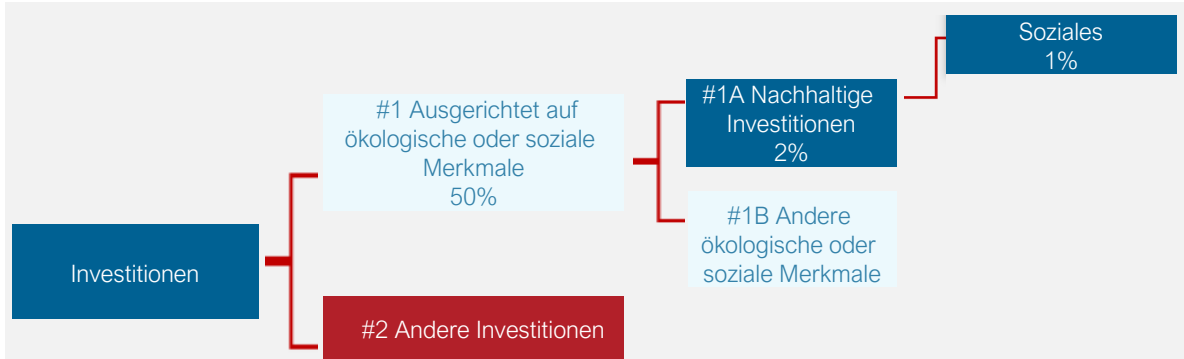 Soziales
1%
#1A Nachhaltige
Investitionen
2%
#1 Ausgerichtet auf
ökologische oder soziale
Merkmale
50%
#1B Andere
ökologische oder
soziale Merkmale
Investitionen
#2 Andere Investitionen